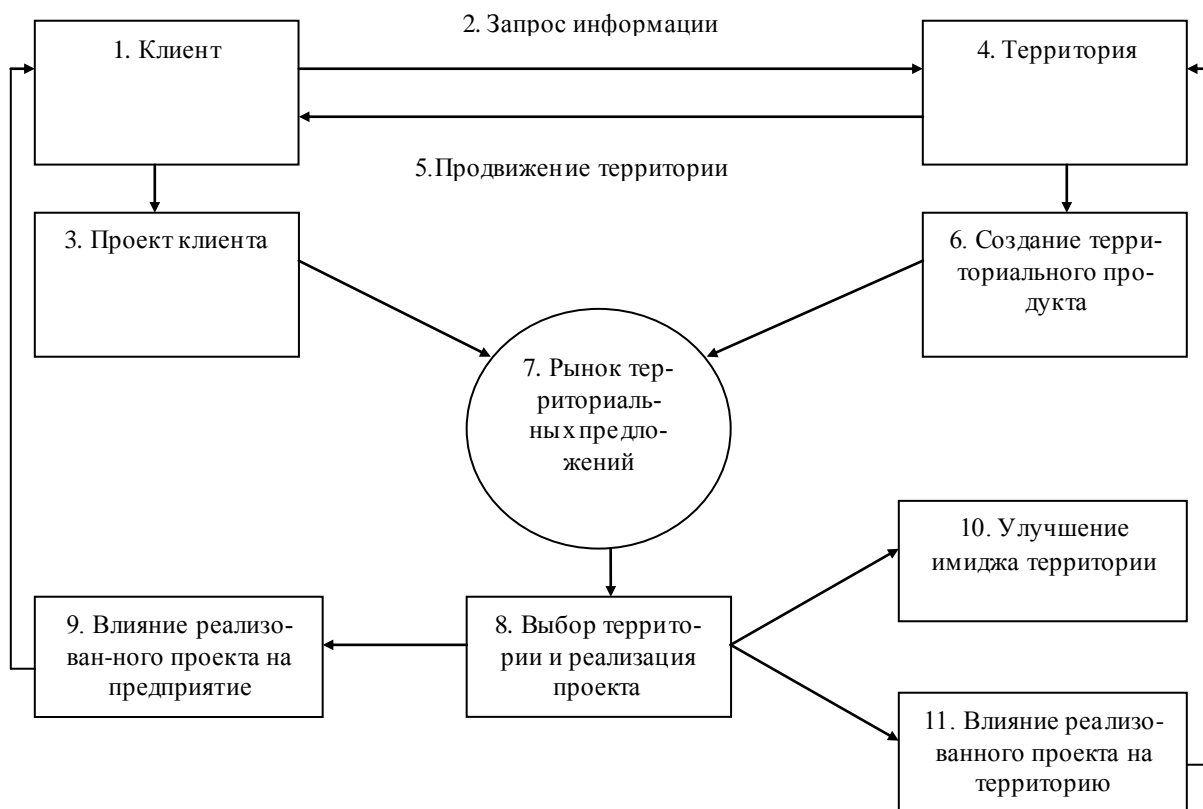 2. Запрос информации
1. Клиент
4. Территория
5.Продвижение территории
3. Проект клиента
6. Создание терри-
ториального про-
дукта
7. Рынок тер-
риториаль-
ных предло-
жений
10. Улучшение
имиджа территории
9. Влияние реализо-
ван-ного проекта на
предприятие
8. Выбор террито-
рии и реализация
проекта
11. Влияние реализо-
ванного проекта на
территорию